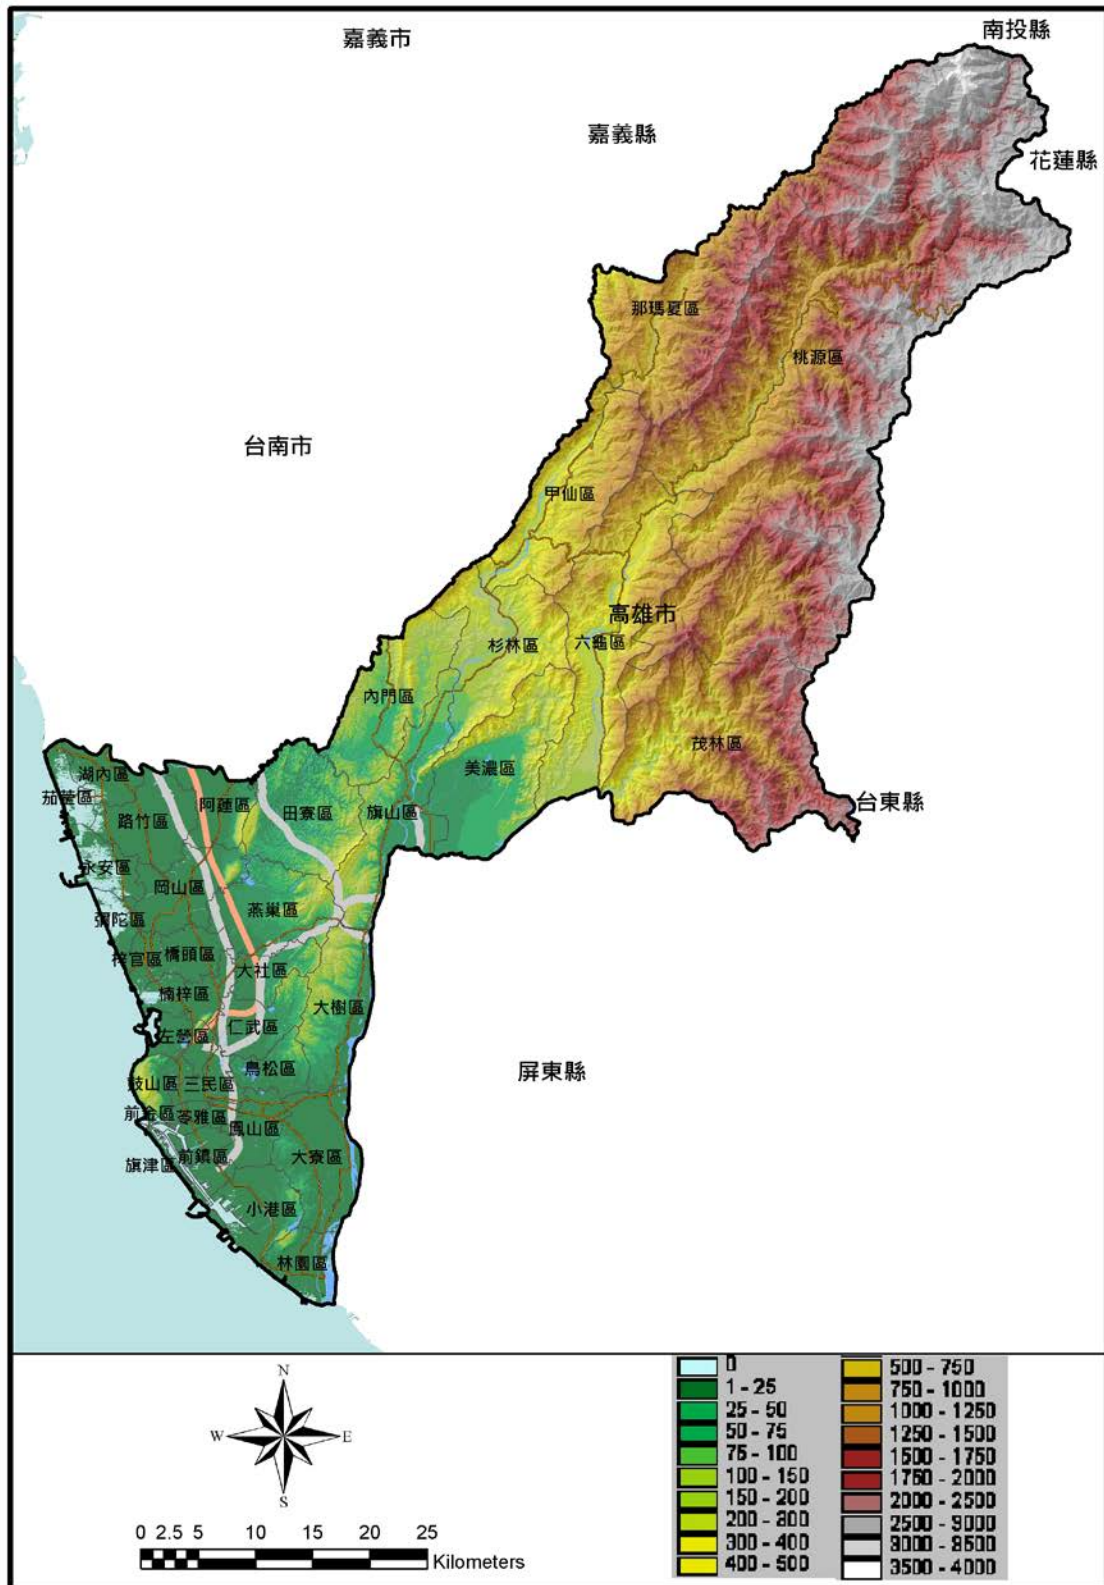 嘉義市
南投縣
嘉義縣
花蓮縣
那瑪夏區
桃源區
台南市
甲仙區
高雄市
杉林區
六龜區
內門區
茂林區
美濃區
湖內區
茄萣區
阿蓮區
田寮區
旗山區
台東縣
路竹區
永安區
岡山區
燕巢區
彌陀區
梓官區
橋頭區
大社區
楠梓區
大樹區
左營區
仁武區
鳥松區
屏東縣
鼓山區
三民區
前金區
苓雅區
鳳山區
旗津區
前鎮區
大寮區
小港區
林園區
N
W
E
S
0 2.5 5 10 15 20 25
Kilometers
0
1 - 25
25 - 50
50 - 75
75 - 100
100 - 150
150 - 200
200 - 300
300 - 400
400 - 500
500 - 750
750 - 1000
1000 - 1250
1250 - 1500
1500 - 1750
1750 - 2000
2000 - 2500
2500 - 3000
3000 - 3500
3500 - 4000